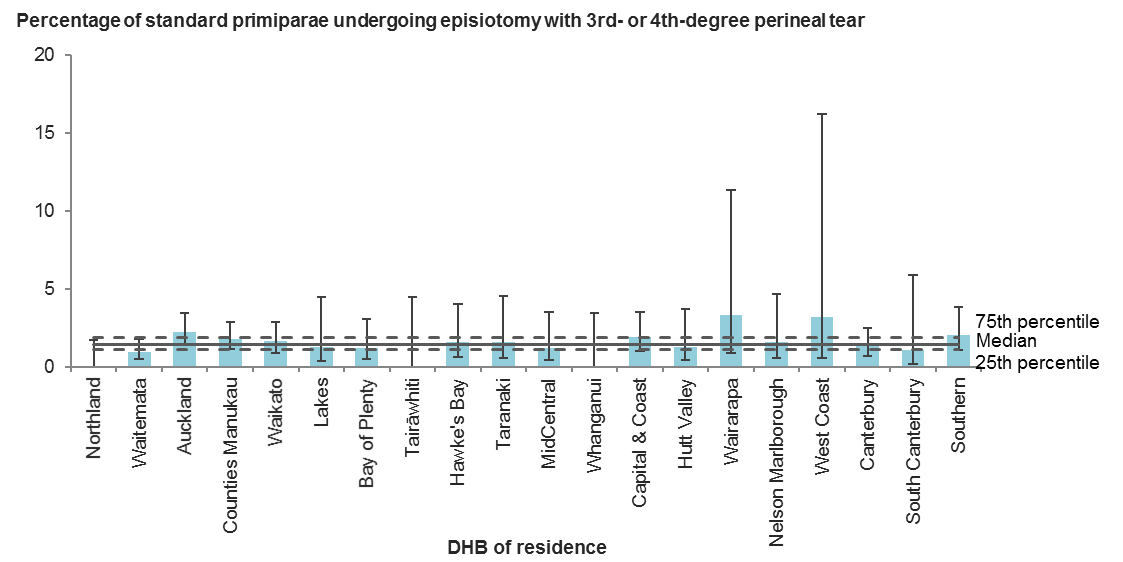 Percentage of standard primiparae undergoing episiotomy with 3rd- or 4th-degree perineal tear
20
15
10
5
0
75th percentile
Median
25th percentile
Northland
Waitemata
Auckland
Counties Manukau
Waikato
Lakes
Bay of Plenty
Tairāwhiti
Hawke's Bay
Taranaki
MidCentral
Whanganui
Capital & Coast
Hutt Valley
Wairarapa
Nelson Marlborough
West Coast
Canterbury
South Canterbury
Southern
DHB of residence